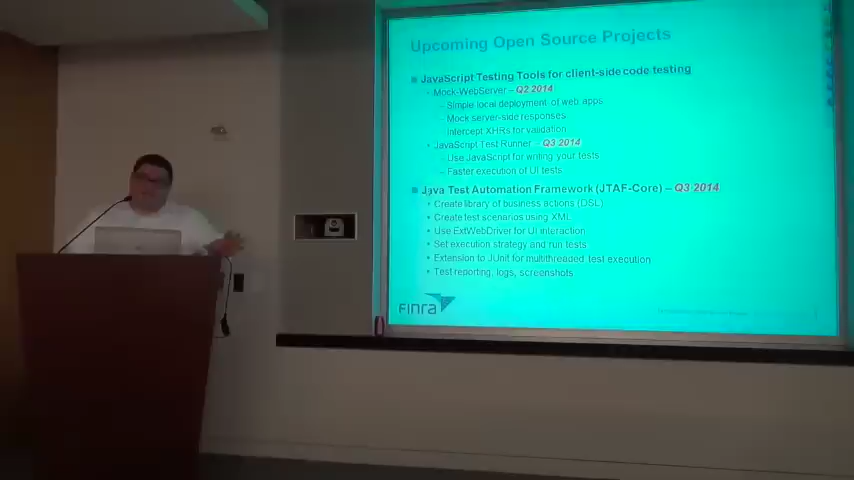 Upcoming Open Source Projects
JavaScript Testing Tools for client-side code testing
Mock-WebServer – Q2 2014
Simple local deployment of web apps
Mock server-side responses
Intercept XHRs for validation
JavaScript Test Runner – Q3 2014
Use JavaScript for writing your tests
Faster execution of UI tests
Java Test Automation Framework (JTAF-Core) – Q3 2014
Create library of business actions (DSL)
Create test scenarios using XML
Use ExtWebDriver for UI interaction
Set execution strategy and run tests
Extension to JUnit for multithreaded test execution
Test reporting, logs, screenshots
Finra